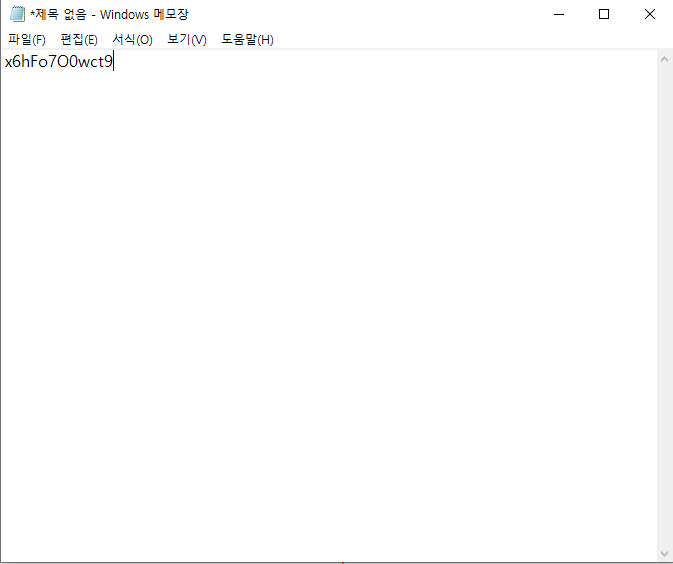 *제목 없음 - Windows 메모장
파일(F) 편집(E) 서식(O) 보기(V) 도움말(H)
x6hFo7O0wct9